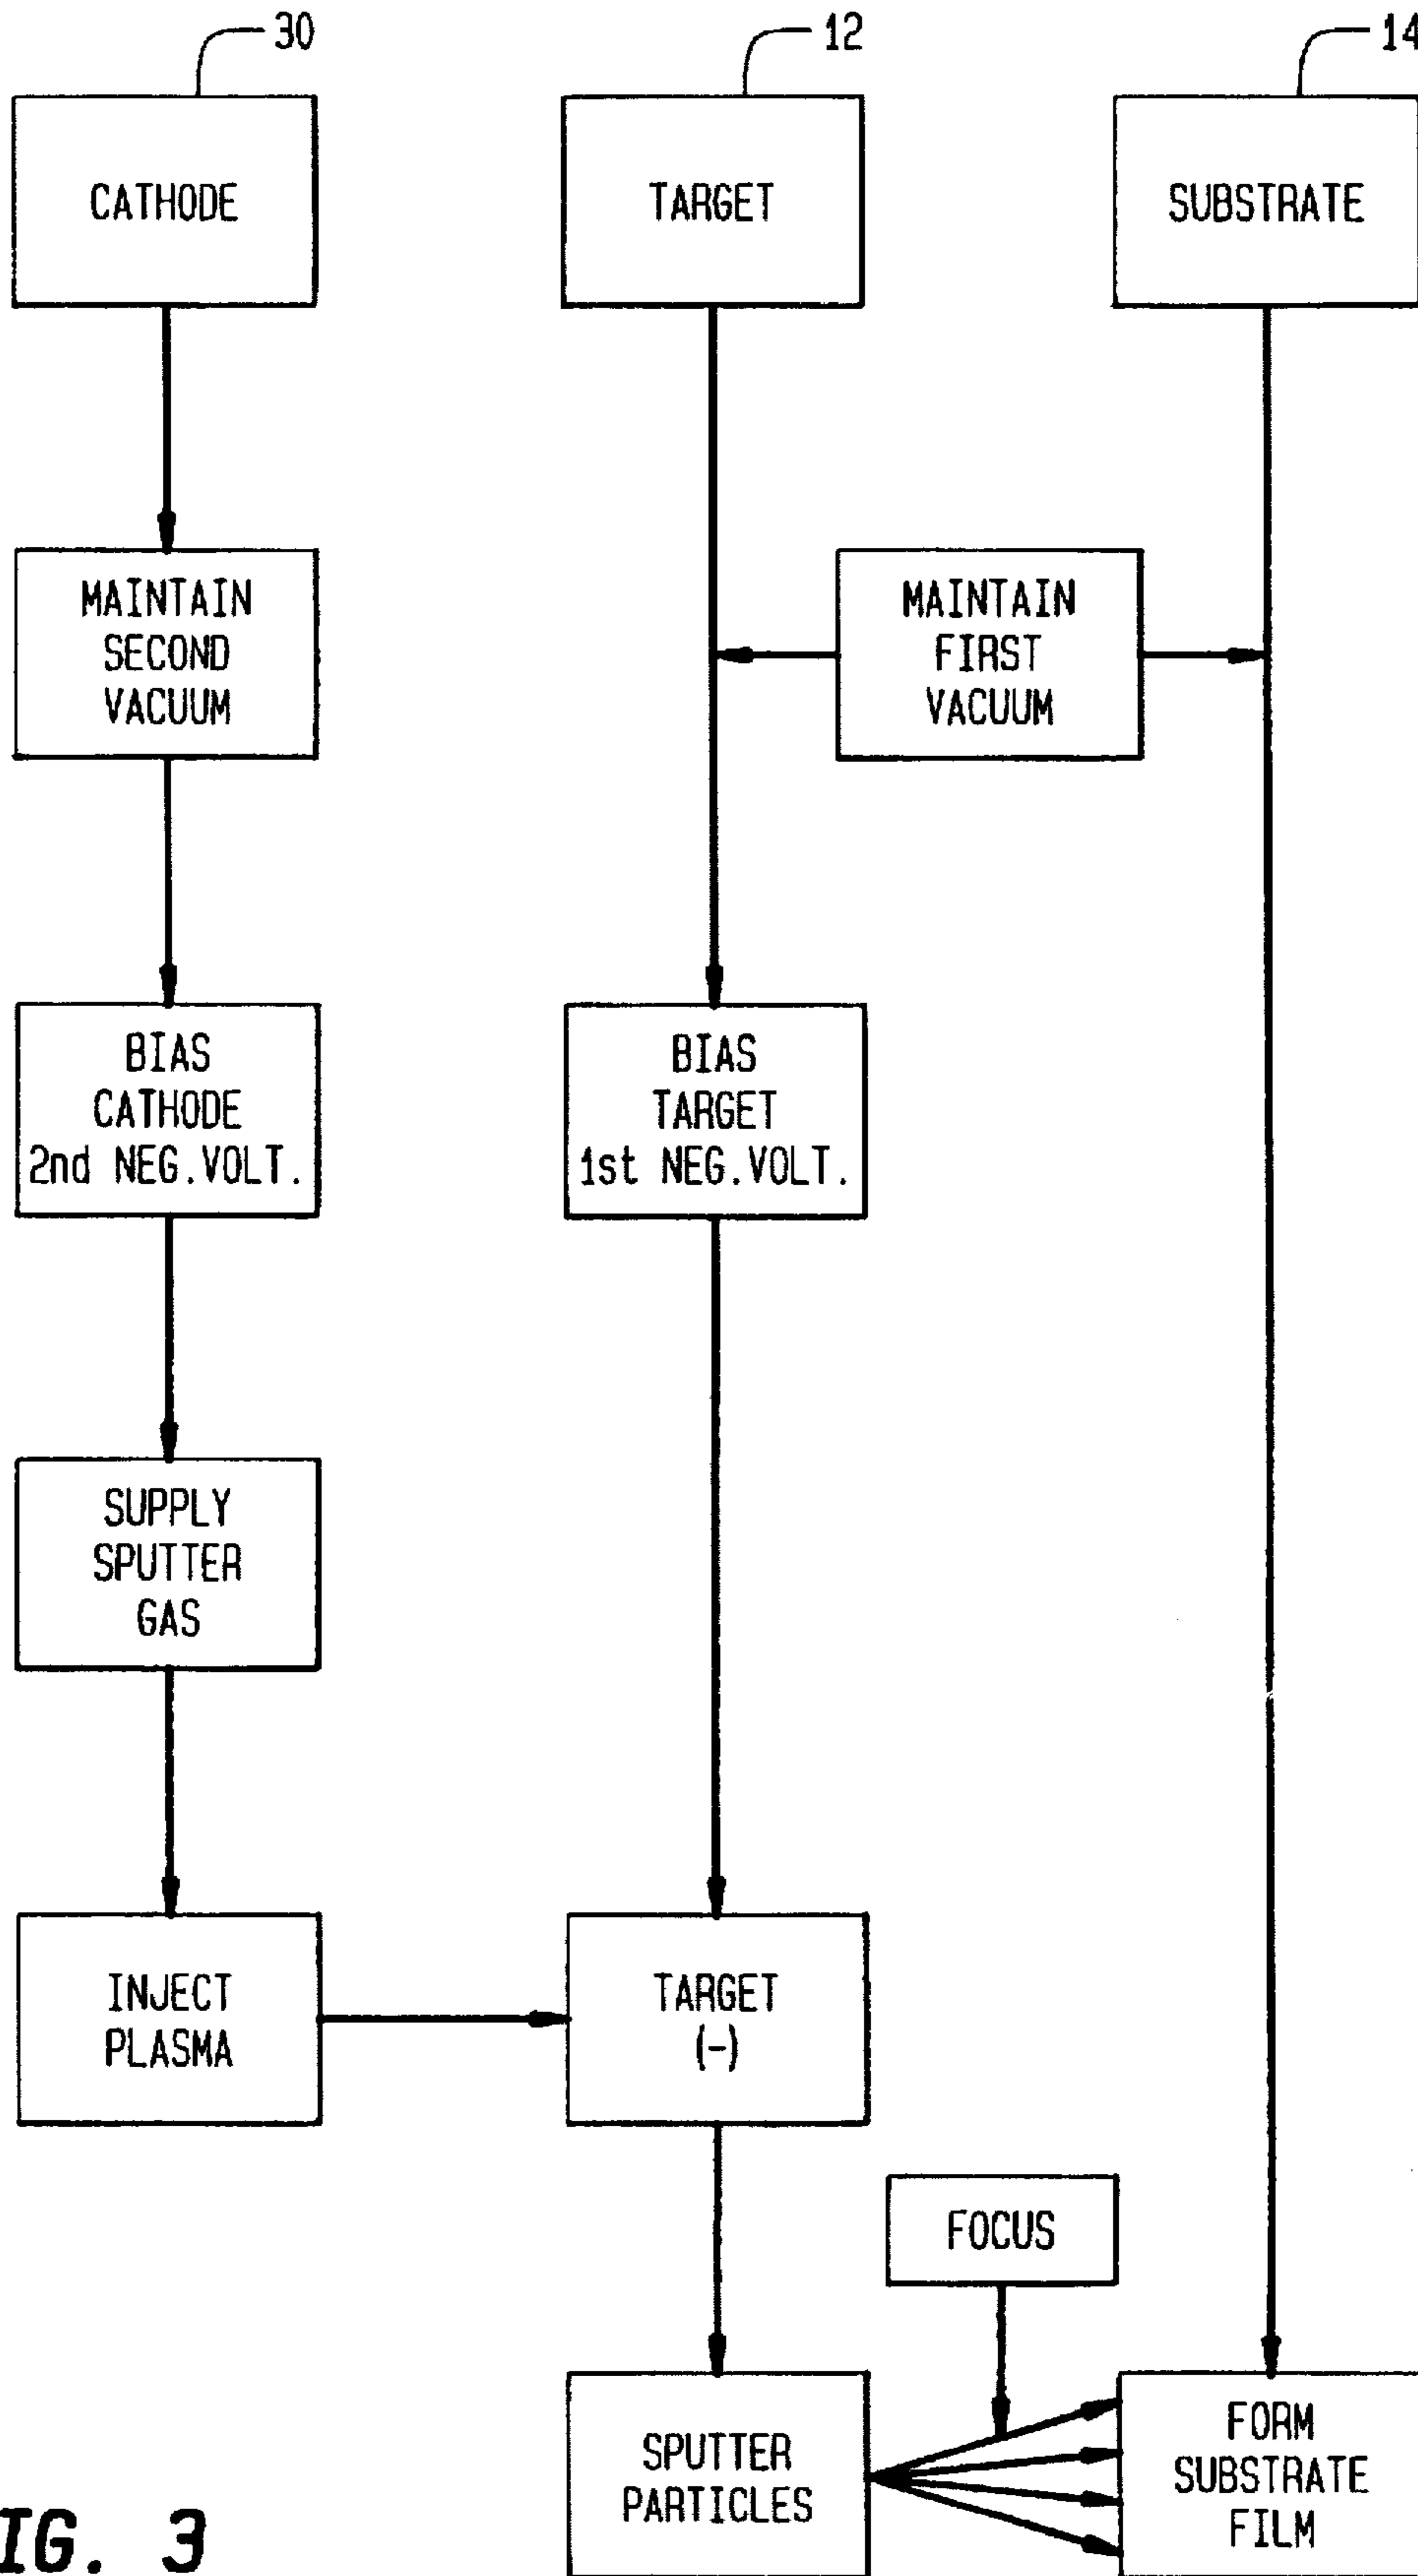 30
12
14
CATHODE
TARGET
SUBSTRATE
MAINTAIN
SECOND
VACUUM
MAINTAIN
FIRST
VACUUM
BIAS
CATHODE
2nd NEG.VOLT.
BIAS
TARGET
1st NEG.VOLT.
SUPPLY
SPUTTER
GAS
INJECT
PLASMA
TARGET
(-)
FOCUS
SPUTTER
PARTICLES
FORM
SUBSTRATE
FILM
IG. 3